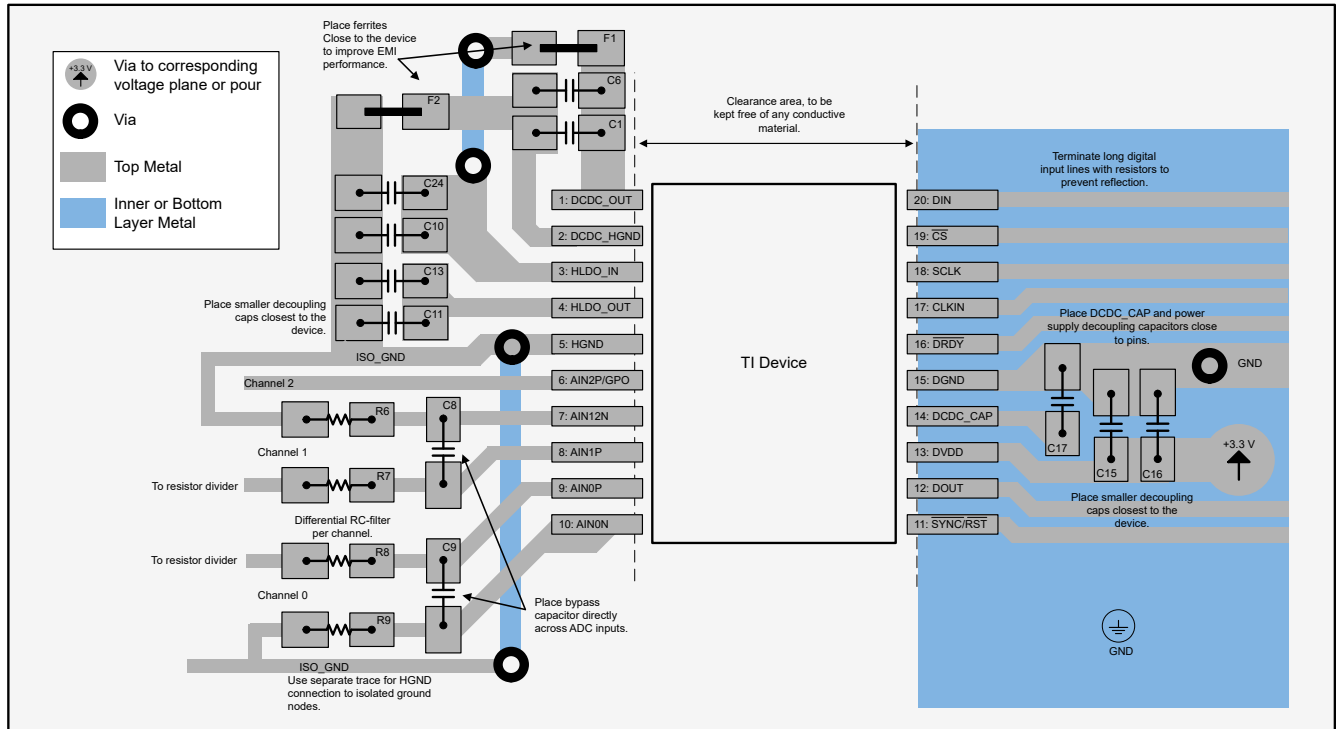 Place ferrites
Close to the device
to improve EMI
performance.
F1
C6
C1
F2
+3.3 V
Via to corresponding
voltage plane or pour
Via
Top Metal
Inner or Bottom
Layer Metal
Clearance area, to be
kept free of any conductive
material.
Terminate long digital
input lines with resistors to
prevent reflection.
C24
C10
C13
C11
Place smaller decoupling
caps closest to the
device.
ISO_GND
Channel 2
1: DCDC_OUT
2: DCDC_HGND
3: HLDO_IN
4: HLDO_OUT
5: HGND
6: AIN2P/GPO
7: AIN12N
8: AIN1P
9: AIN0P
10: AIN0N
TI Device
20: DIN
19: CS
18: SCLK
17: CLKIN
16: DRDY
15: DGND
14: DCDC_CAP
13: DVDD
12: DOUT
11: SYNC/RST
Place DCDC_CAP and power
supply decoupling capacitors close
to pins.
GND
C17
C15
C16
+3.3 V
Place smaller decoupling
caps closest to the
device.
R6
C8
Channel 1
R7
To resistor divider
Differential RC-filter
per channel.
R8
C9
To resistor divider
Channel 0
R9
Place bypass
capacitor directly
across ADC inputs.
ISO_GND
Use separate trace for HGND
connection to isolated ground
nodes.
GND